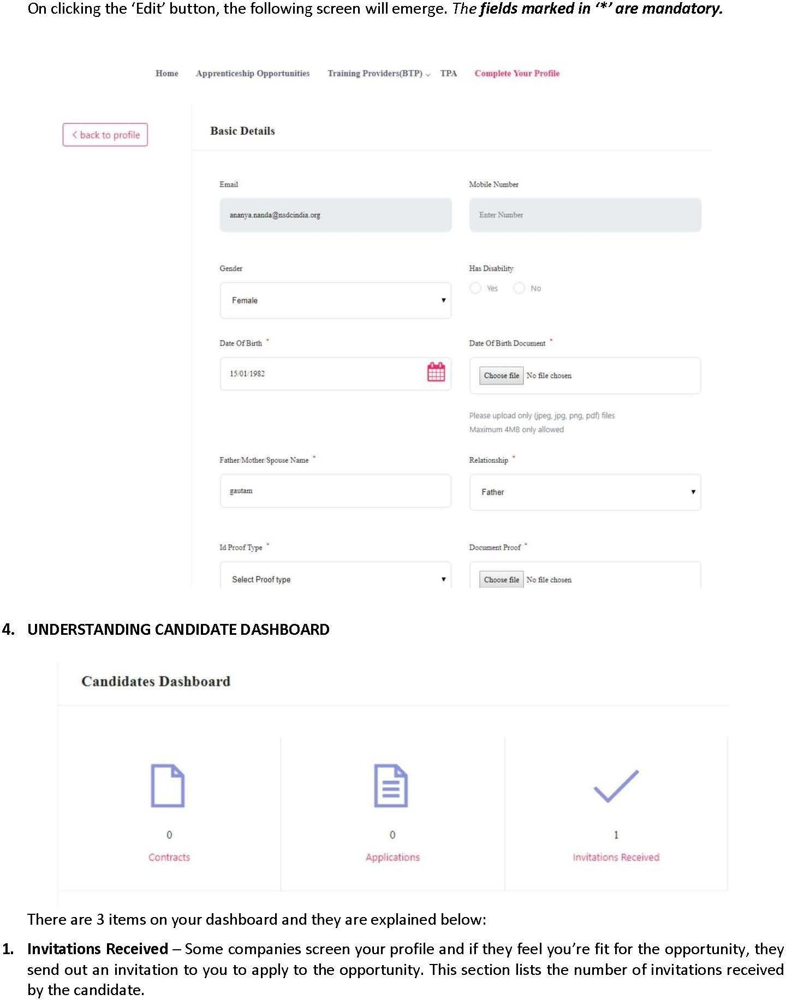 On clicking the ‘Edit’ button, the following screen will emerge. The fields marked in ‘*’ are mandatory.
Home Apprenticeship Opportunities Training Providers(BTP) TPA Complete Your Profile
< back to profile
Basic Details
Email Mobile Number
ananya.nanda@nsdcindia.org Enter Number
Gender Has Disability
Female Yes No
Date Of Birth * Date Of Birth Document *
15/01/1982 Choose file No file chosen
Please upload only (jpeg, jpg, png, pdf) files
Maximum 4MB only allowed
Father/Mother/Spouse Name * Relationship *
gautam Father
Id Proof Type * Document Proof *
Select Proof type Choose file No file chosen
4. UNDERSTANDING CANDIDATE DASHBOARD
Candidates Dashboard
0 0 1
Contracts Applications Invitations Received
There are 3 items on your dashboard and they are explained below:
1. Invitations Received – Some companies screen your profile and if they feel you’re fit for the opportunity, they
send out an invitation to you to apply to the opportunity. This section lists the number of invitations received
by the candidate.